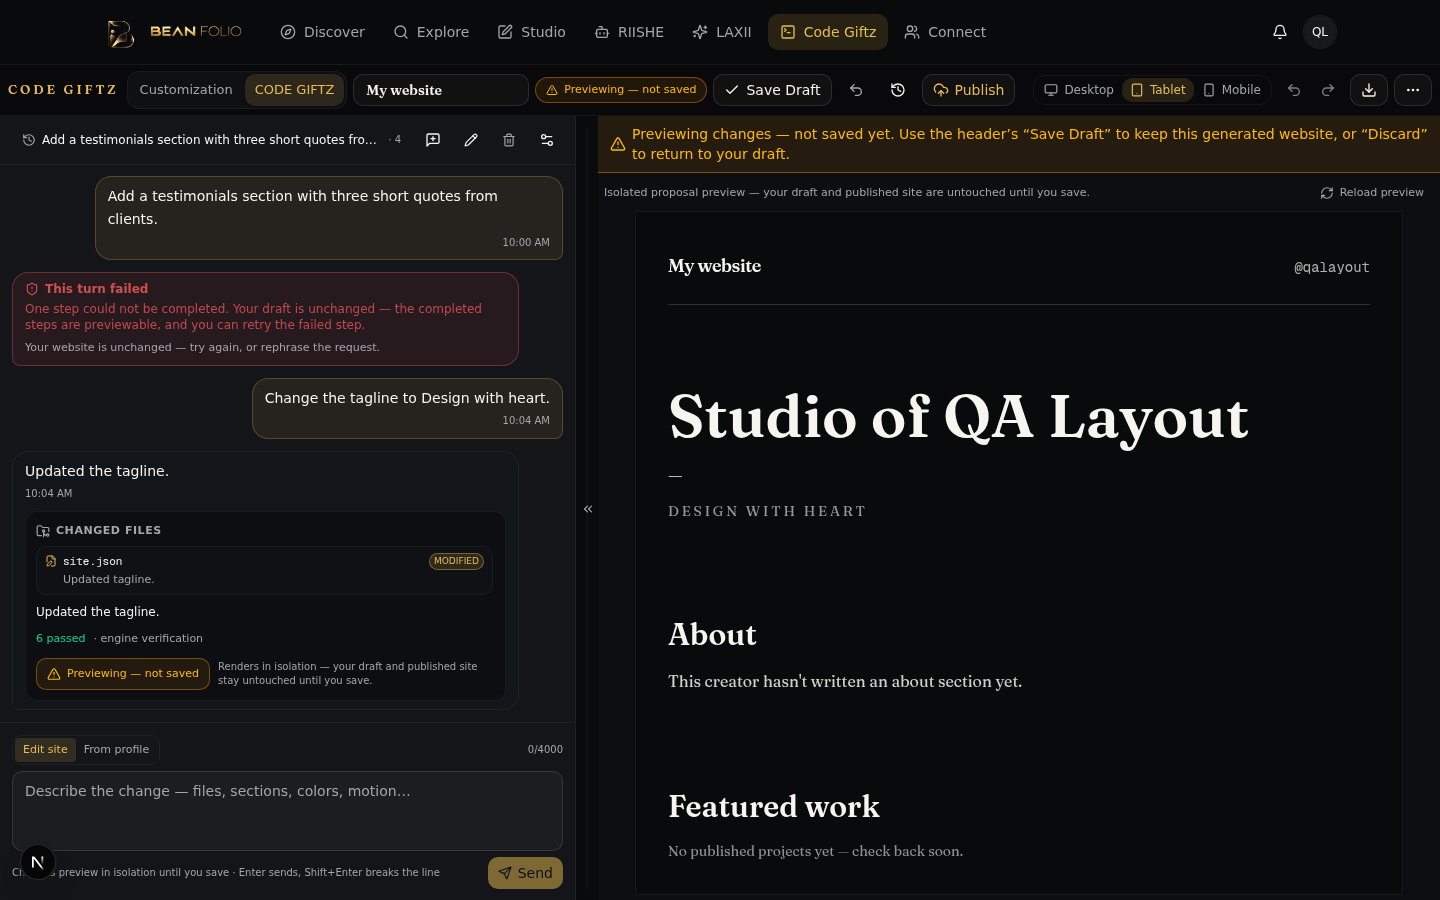 BEAN FOLIO
Discover
Explore
Studio
RIISHE
LAXII
Code Giftz
Connect
QL
CODE GIFTZ
Customization
CODE GIFTZ
My website
Previewing — not saved
Save Draft
Publish
Desktop
Tablet
Mobile
Add a testimonials section with three short quotes fro... · 4
Add a testimonials section with three short quotes from
clients.
10:00 AM
This turn failed
One step could not be completed. Your draft is unchanged — the completed
steps are previewable, and you can retry the failed step.
Your website is unchanged — try again, or rephrase the request.
Change the tagline to Design with heart.
10:04 AM
Updated the tagline.
10:04 AM
CHANGED FILES
site.json
MODIFIED
Updated tagline.
Updated the tagline.
6 passed · engine verification
Previewing — not saved
Renders in isolation — your draft and published site
stay untouched until you save.
Edit site
From profile
0/4000
Describe the change — files, sections, colors, motion...
N
preview in isolation until you save · Enter sends, Shift+Enter breaks the line
Send
Previewing changes — not saved yet. Use the header’s “Save Draft” to keep this generated website, or “Discard”
to return to your draft.
Isolated proposal preview — your draft and published site are untouched until you save.
Reload preview
My website
@qalayout
Studio of QA Layout
—
DESIGN WITH HEART
About
This creator hasn't written an about section yet.
Featured work
No published projects yet — check back soon.